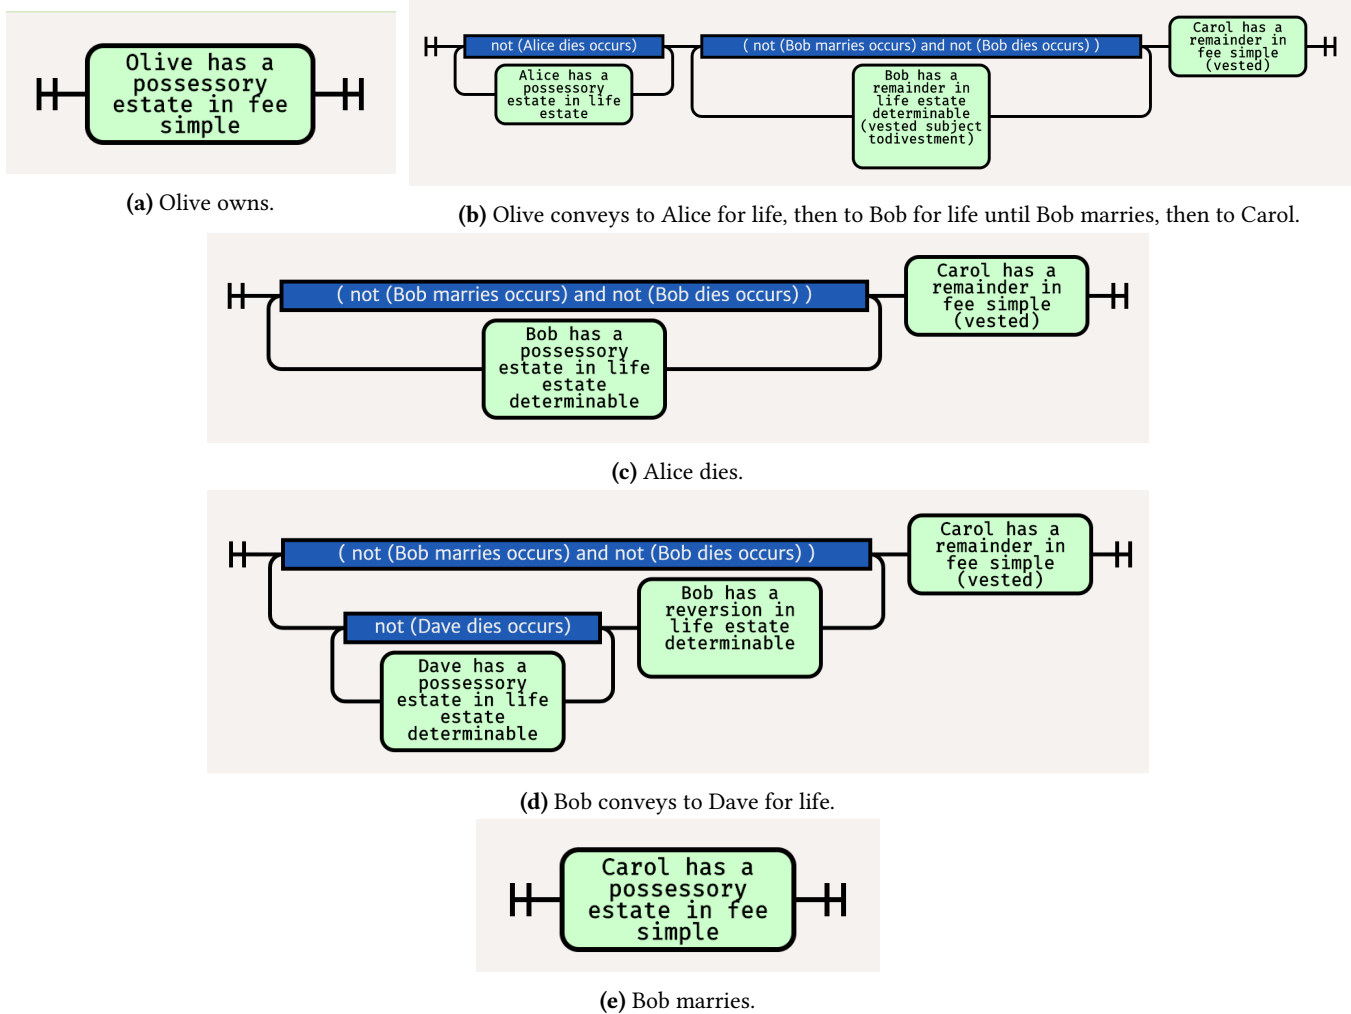 Olive has a
possessory
estate in fee
simple
(a) Olive owns.
not (Alice dies occurs)
Alice has a
possessory
estate in life
estate
( not (Bob marries occurs) and not (Bob dies occurs) )
Bob has a
remainder in
life estate
determinable
(vested subject
todivestment)
Carol has a
remainder in
fee simple
(vested)
(b) Olive conveys to Alice for life, then to Bob for life until Bob marries, then to Carol.
( not (Bob marries occurs) and not (Bob dies occurs) )
Bob has a
possessory
estate in life
estate
determinable
Carol has a
remainder in
fee simple
(vested)
(c) Alice dies.
( not (Bob marries occurs) and not (Bob dies occurs) )
not (Dave dies occurs)
Dave has a
possessory
estate in life
estate
determinable
Bob has a
reversion in
life estate
determinable
Carol has a
remainder in
fee simple
(vested)
(d) Bob conveys to Dave for life.
Carol has a
possessory
estate in fee
simple
(e) Bob marries.